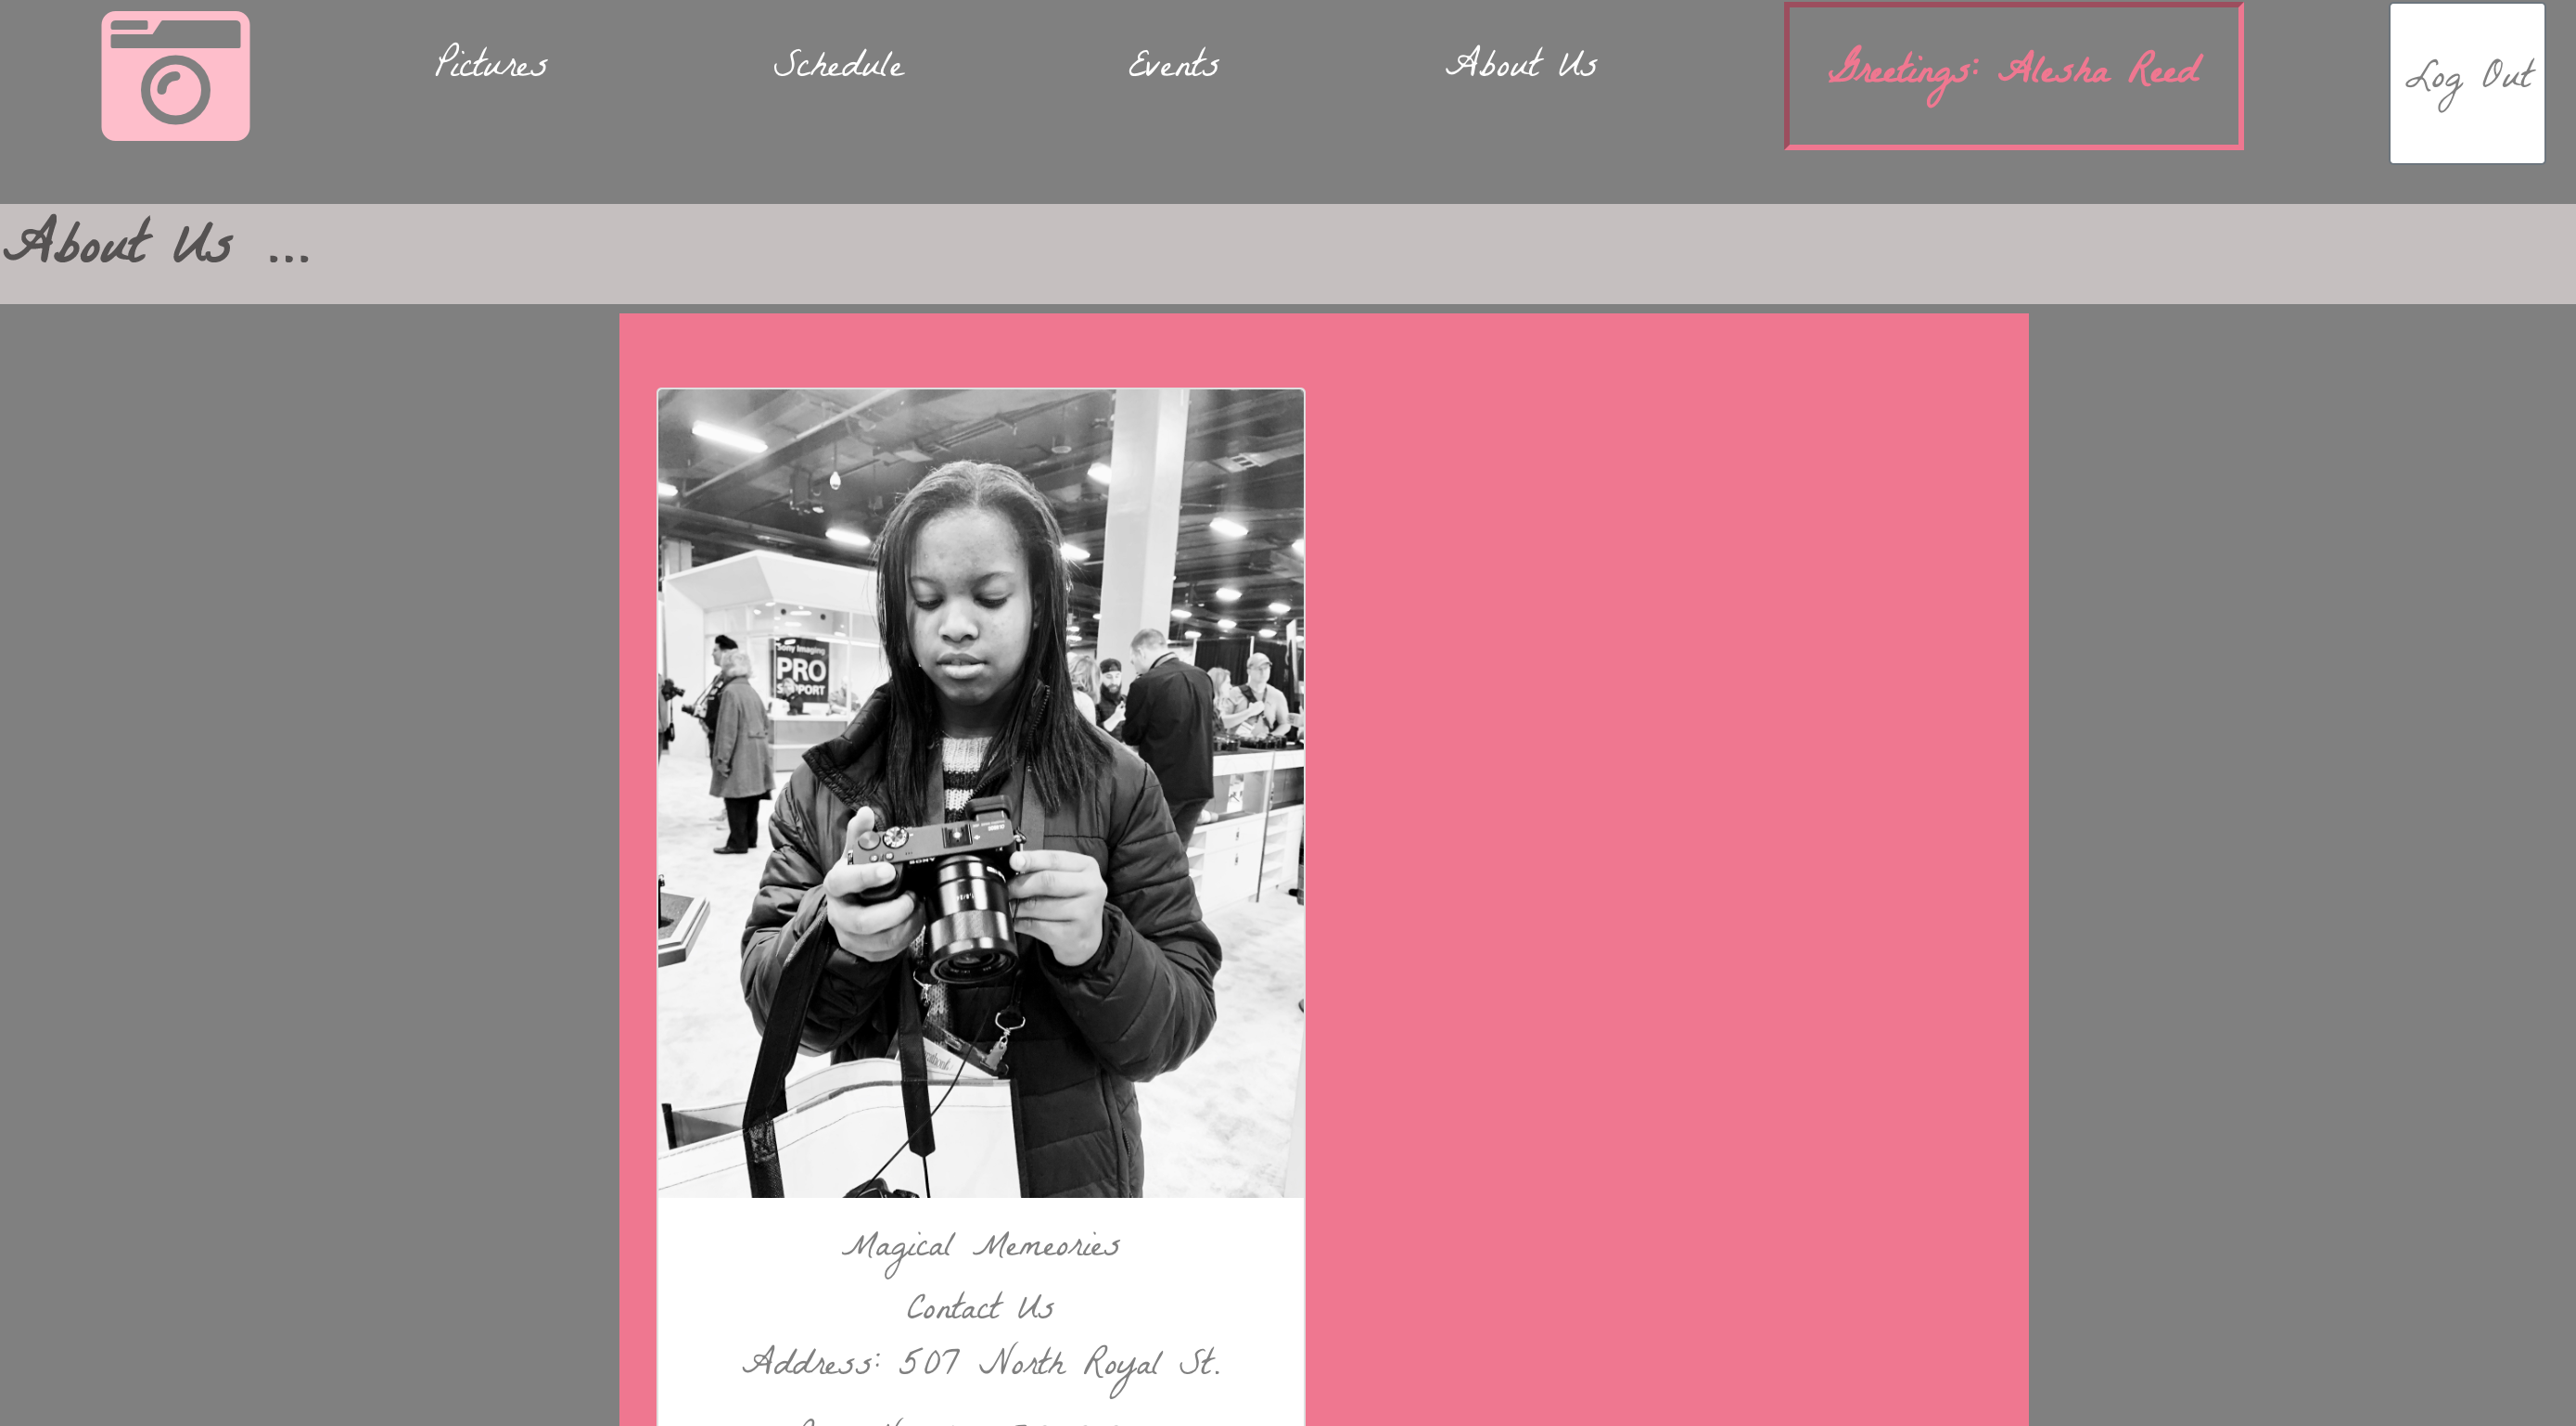 Pictures Schedule Events About Us Greetings: Alesha Reed Log Out
About Us ...
Sony Imaging
PRO
SUPPORT
SONY
Magical Memeories
Contact Us
Address: 507 North Royal St.